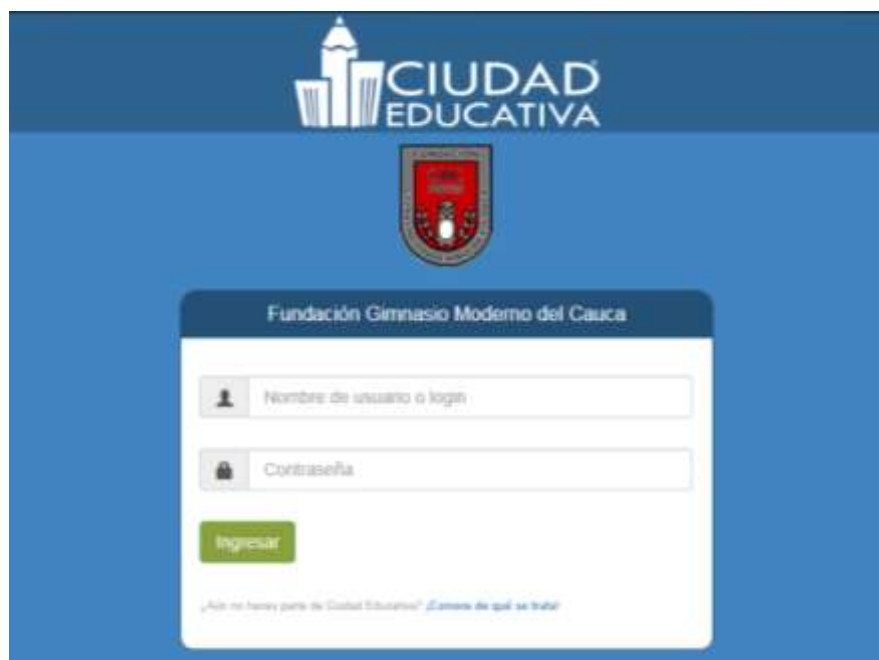 CIUDAD
EDUCATIVA
Fundación Gimnasio Moderno del Cauca
Nombre de usuario o login
Contraseña
Ingresar
¿Aún no haces parte de Ciudad Educativa? ¡Conoce de qué se trata!